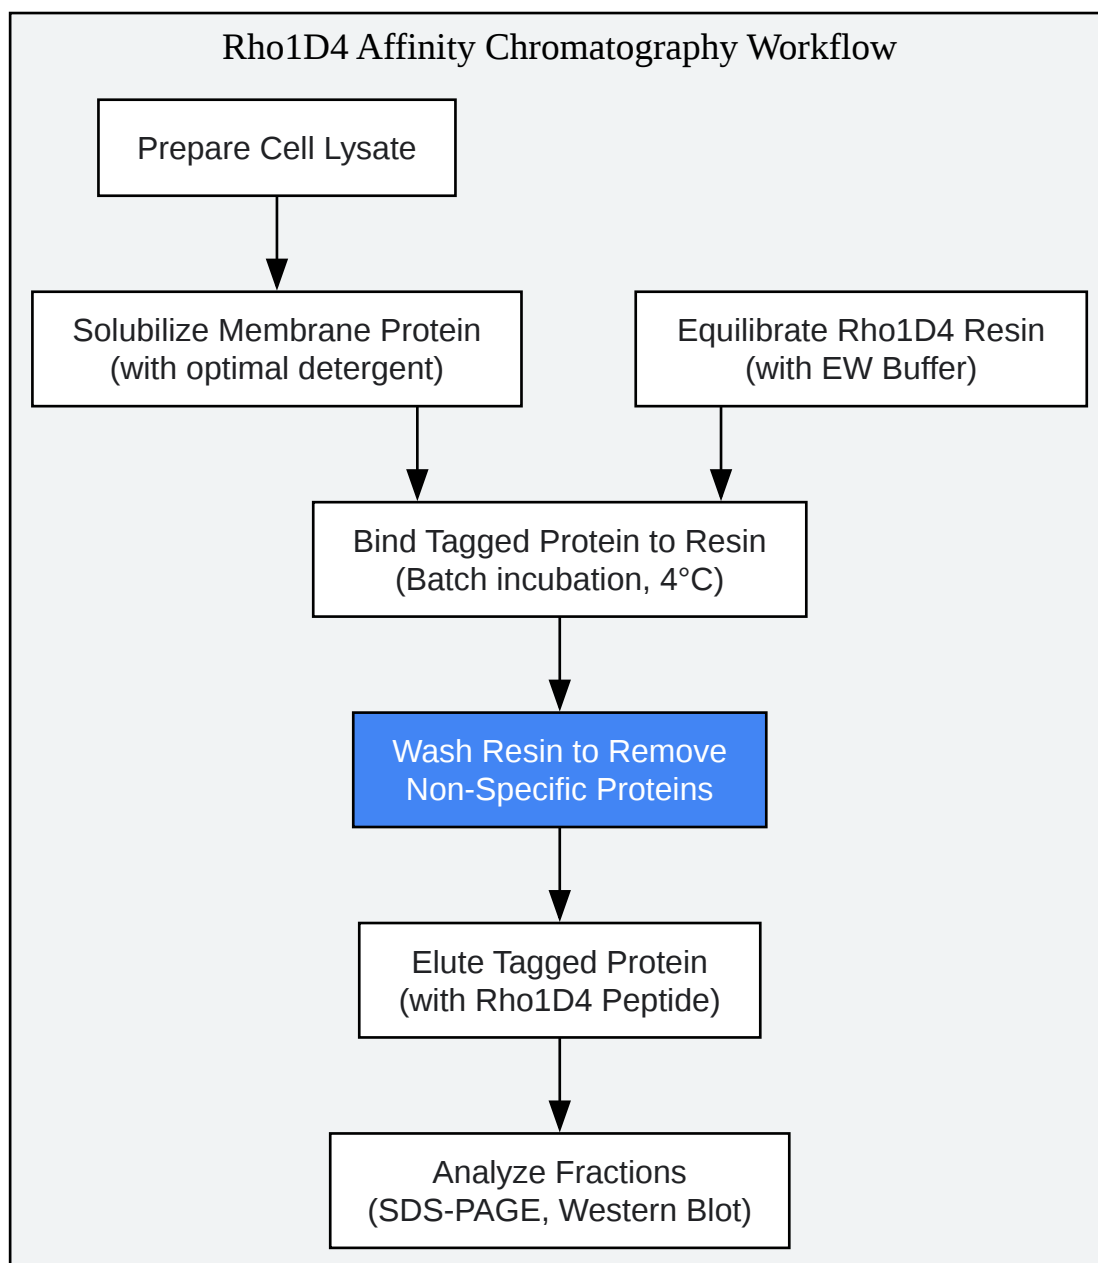 Rho1D4 Affinity Chromatography Workflow
Prepare Cell Lysate
Solubilize Membrane Protein
(with optimal detergent)
Equilibrate Rho1D4 Resin
(with EW Buffer)
Bind Tagged Protein to Resin
(Batch incubation, 4°C)
Wash Resin to Remove
Non-Specific Proteins
Elute Tagged Protein
(with Rho1D4 Peptide)
Analyze Fractions
(SDS-PAGE, Western Blot)